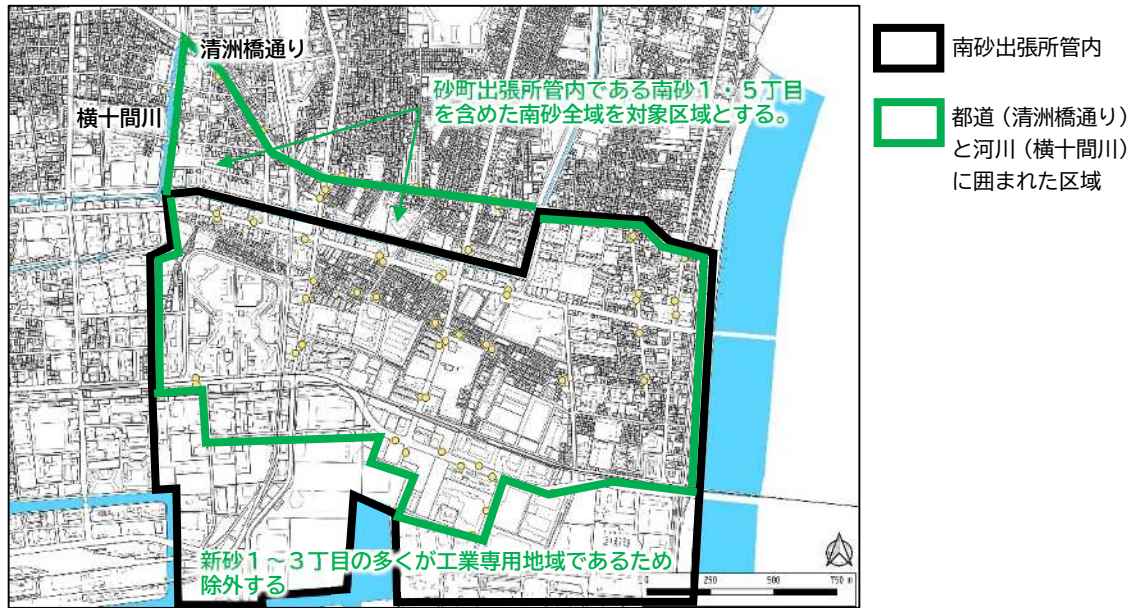 清洲橋通り
横十間川
砂町出張所管内である南砂1・5丁目
を含めた南砂全域を対象区域とする。
新砂1～3丁目の多くが工業専用地域であるため
除外する
0 250 500 750 m
南砂出張所管内
都道(清洲橋通り)
と河川(横十間川)
に囲まれた区域